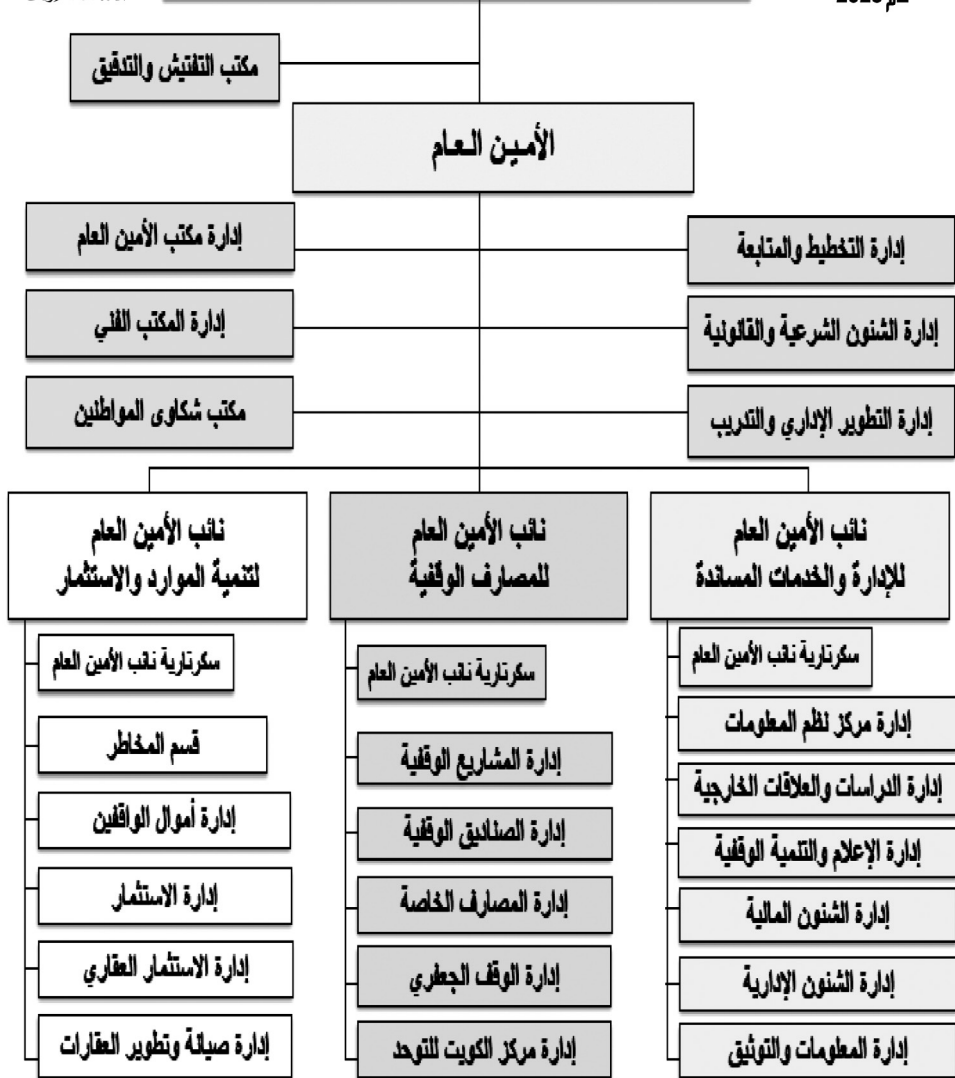 مكتب التفتيش والتدقيق
الأمـيـن الـعـام
إدارة التخطيط والمتابعة
إدارة مكتب الأمين العام
إدارة الشئون الشرعية والقانونية
إدارة المكتب الفني
إدارة التطوير الإداري والتدريب
مكتب شكاوى المواطنين
نائب الأمين العام
للإدارة والخدمات المساندة
سكرتارية نائب الأمين العام
إدارة مركز نظم المعلومات
إدارة الدراسات والعلاقات الخارجية
إدارة الإعلام والتنمية الوقفية
إدارة الشئون المالية
إدارة الشئون الإدارية
إدارة المعلومات والتوثيق
نائب الأمين العام
للمصارف الوقفية
سكرتارية نائب الأمين العام
إدارة المشاريع الوقفية
إدارة الصناديق الوقفية
إدارة المصارف الخاصة
إدارة الوقف الجعفري
إدارة مركز الكويت للتوحد
نائب الأمين العام
لتنمية الموارد والاستثمار
سكرتارية نائب الأمين العام
قسم المخاطر
إدارة أموال الواقفين
إدارة الاستثمار
إدارة الاستثمار العقاري
إدارة صيانة وتطوير العقارات